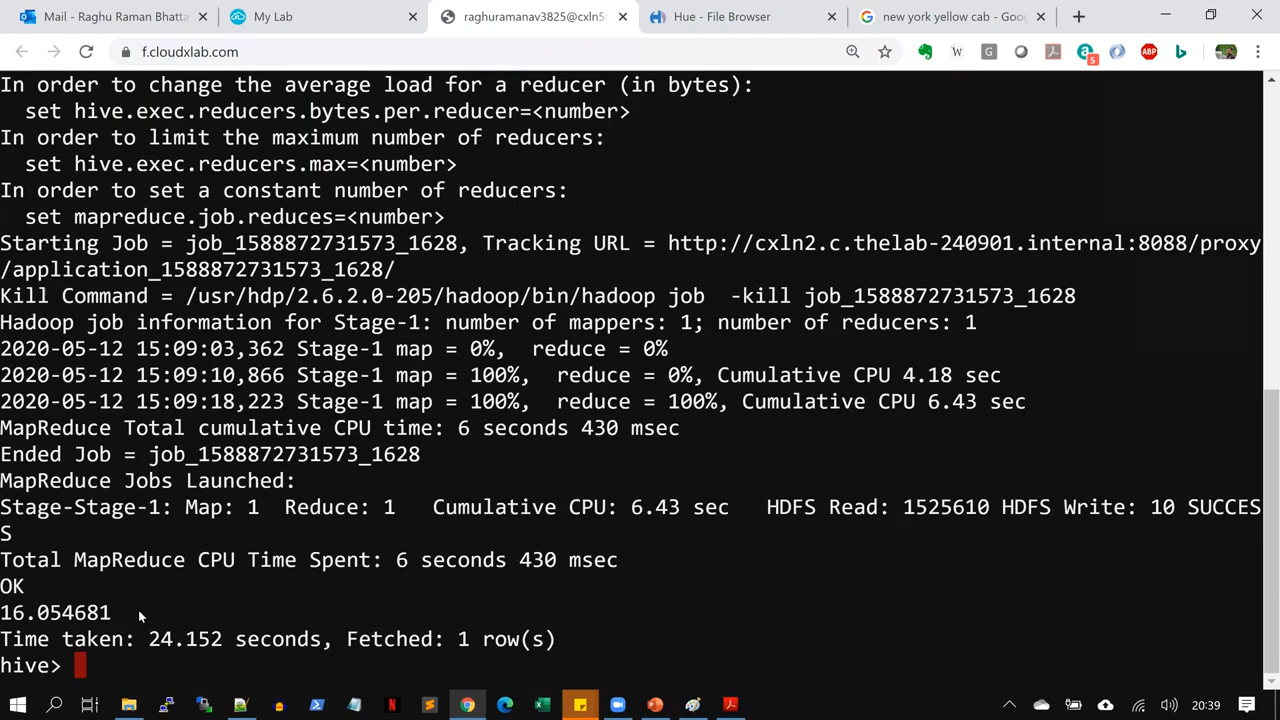 Mail - Raghu Raman Bhatta
My Lab
raghuramanav3825@cxln5
Hue - File Browser
new york yellow cab - Goo
f.cloudxlab.com
In order to change the average load for a reducer (in bytes):
set hive.exec.reducers.bytes.per.reducer=<number>
In order to limit the maximum number of reducers:
set hive.exec.reducers.max=<number>
In order to set a constant number of reducers:
set mapreduce.job.reduces=<number>
Starting Job = job_1588872731573_1628, Tracking URL = http://cxln2.c.thelab-240901.internal:8088/proxy
/application_1588872731573_1628/
Kill Command = /usr/hdp/2.6.2.0-205/hadoop/bin/hadoop job  -kill job_1588872731573_1628
Hadoop job information for Stage-1: number of mappers: 1; number of reducers: 1
2020-05-12 15:09:03,362 Stage-1 map = 0%,  reduce = 0%
2020-05-12 15:09:10,866 Stage-1 map = 100%,  reduce = 0%, Cumulative CPU 4.18 sec
2020-05-12 15:09:18,223 Stage-1 map = 100%,  reduce = 100%, Cumulative CPU 6.43 sec
MapReduce Total cumulative CPU time: 6 seconds 430 msec
Ended Job = job_1588872731573_1628
MapReduce Jobs Launched:
Stage-Stage-1: Map: 1  Reduce: 1   Cumulative CPU: 6.43 sec   HDFS Read: 1525610 HDFS Write: 10 SUCCES
S
Total MapReduce CPU Time Spent: 6 seconds 430 msec
OK
16.054681
Time taken: 24.152 seconds, Fetched: 1 row(s)
hive>
20:39